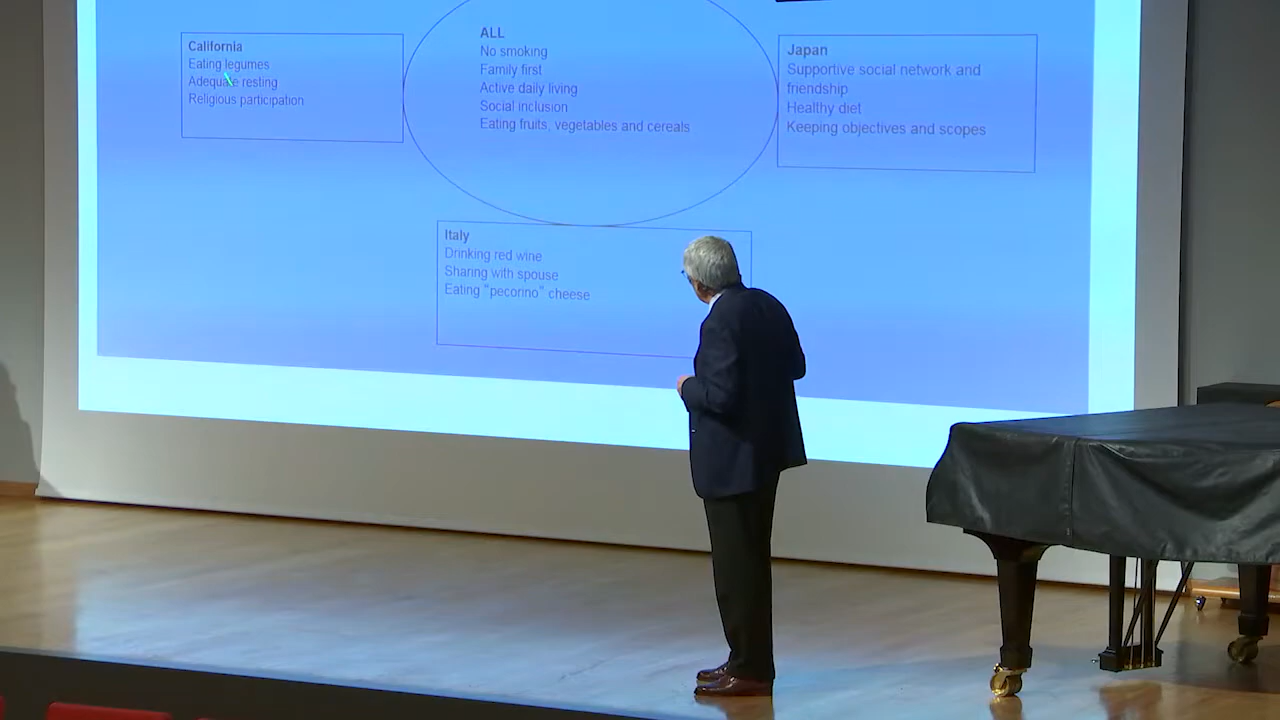 California
Eating legumes
Adequate resting
Religious participation
ALL
No smoking
Family first
Active daily living
Social inclusion
Eating fruits, vegetables and cereals
Japan
Supportive social network and
friendship
Healthy diet
Keeping objectives and scopes
Italy
Drinking red wine
Sharing with spouse
Eating "pecorino" cheese